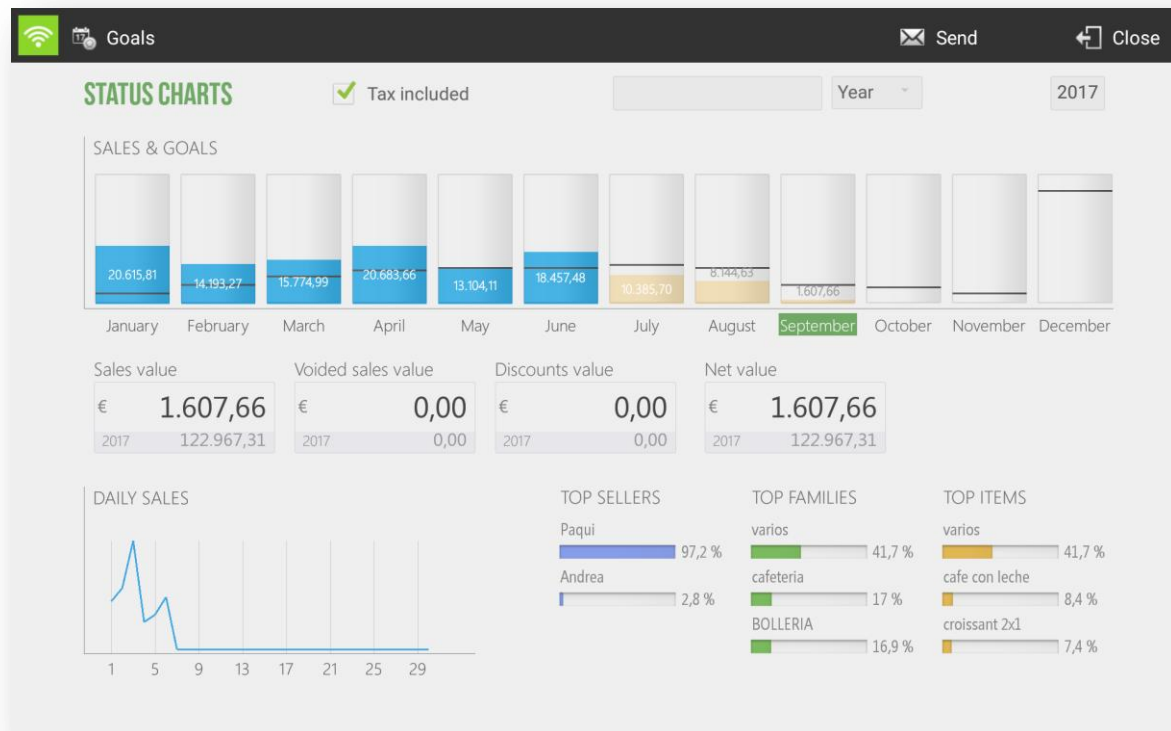 Goals Send Close
STATUS CHARTS Tax included Year 2017
SALES & GOALS
20.615,81 14.193,27 15.774,99 20.683,66 13.104,11 18.457,48 10.385,70 8.144,63 1.607,66
January February March April May June July August September October November December
Sales value Voided sales value Discounts value Net value
€ 1.607,66 € 0,00 € 0,00 € 1.607,66
2017 122.967,31 2017 0,00 2017 0,00 2017 122.967,31
DAILY SALES TOP SELLERS TOP FAMILIES TOP ITEMS
Paqui varios varios
97,2 % 41,7 % 41,7 %
Andrea cafeteria cafe con leche
2,8 % 17 % 8,4 %
BOLLERIA croissant 2x1
16,9 % 7,4 %
1 5 9 13 17 21 25 29